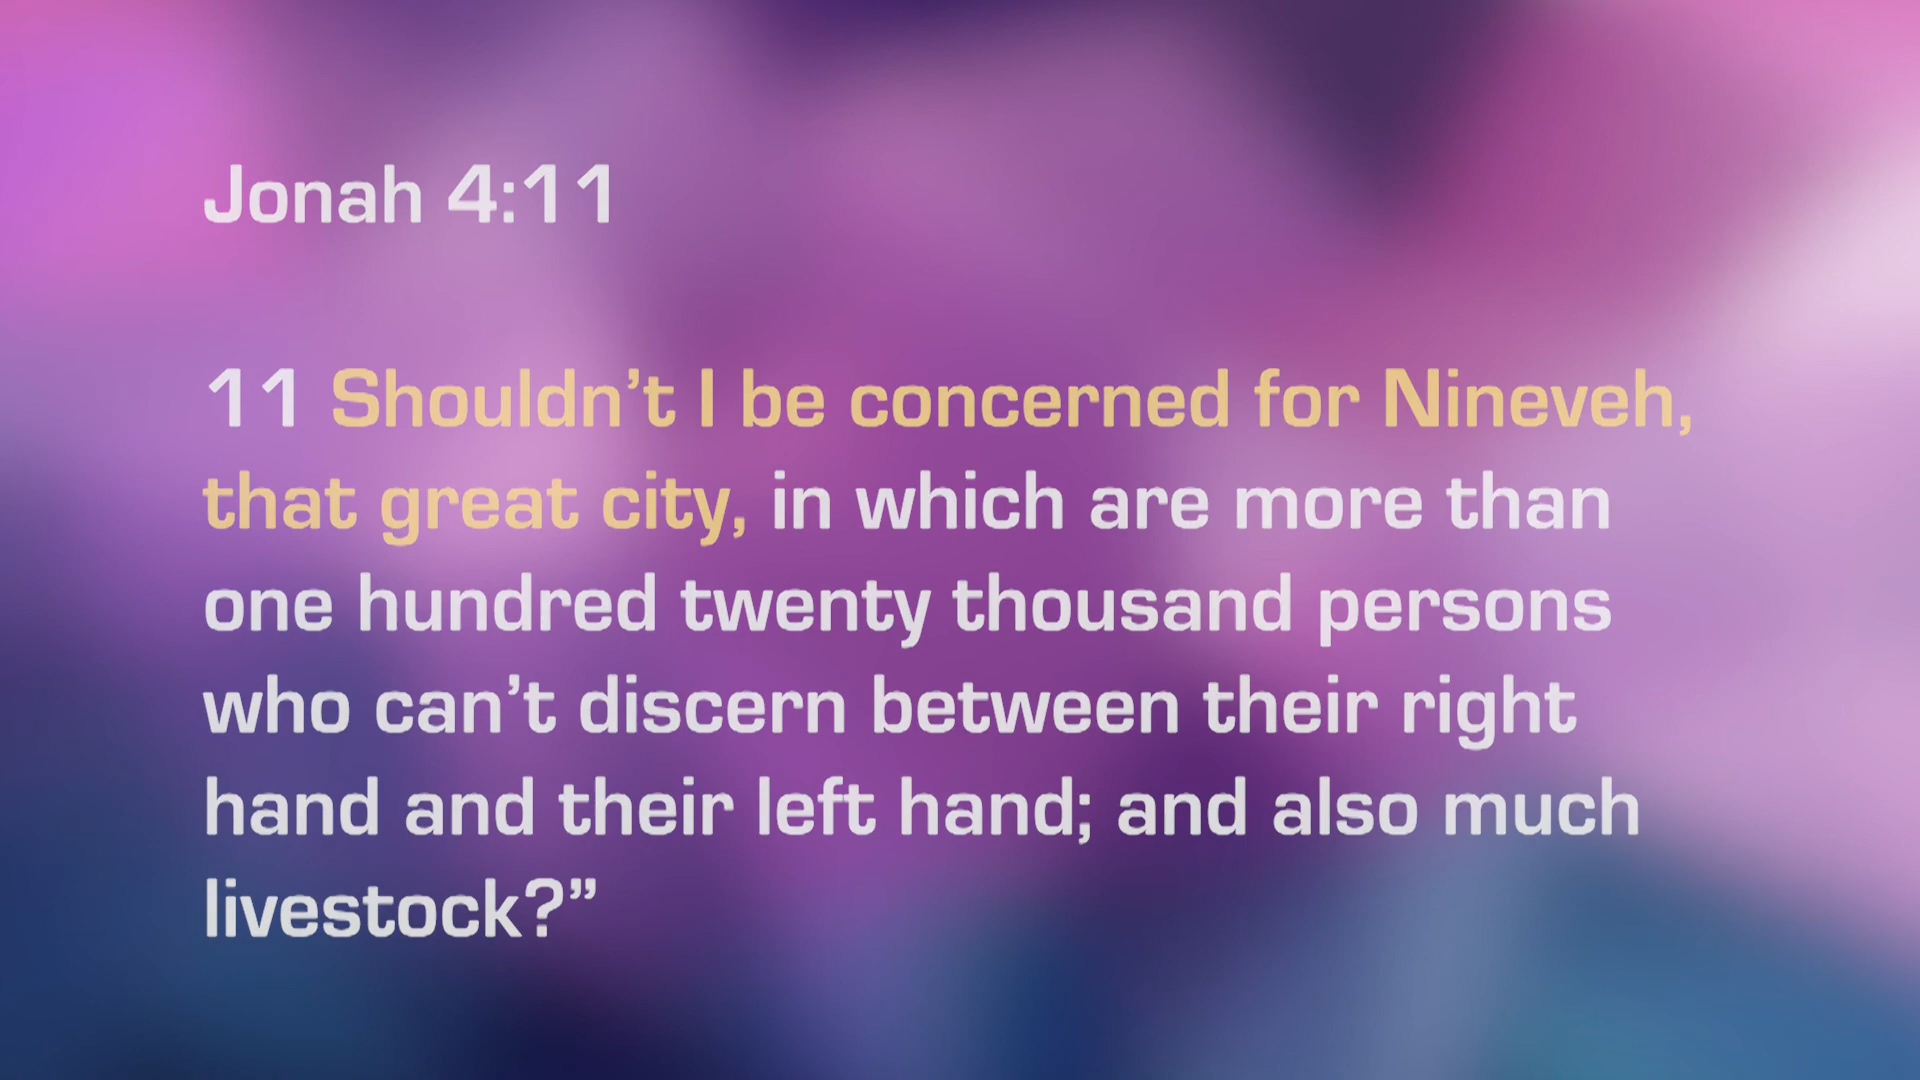 Jonah 4:11
11 Shouldn’t I be concerned for Nineveh,
that great city, in which are more than
one hundred twenty thousand persons
who can’t discern between their right
hand and their left hand; and also much
livestock?”